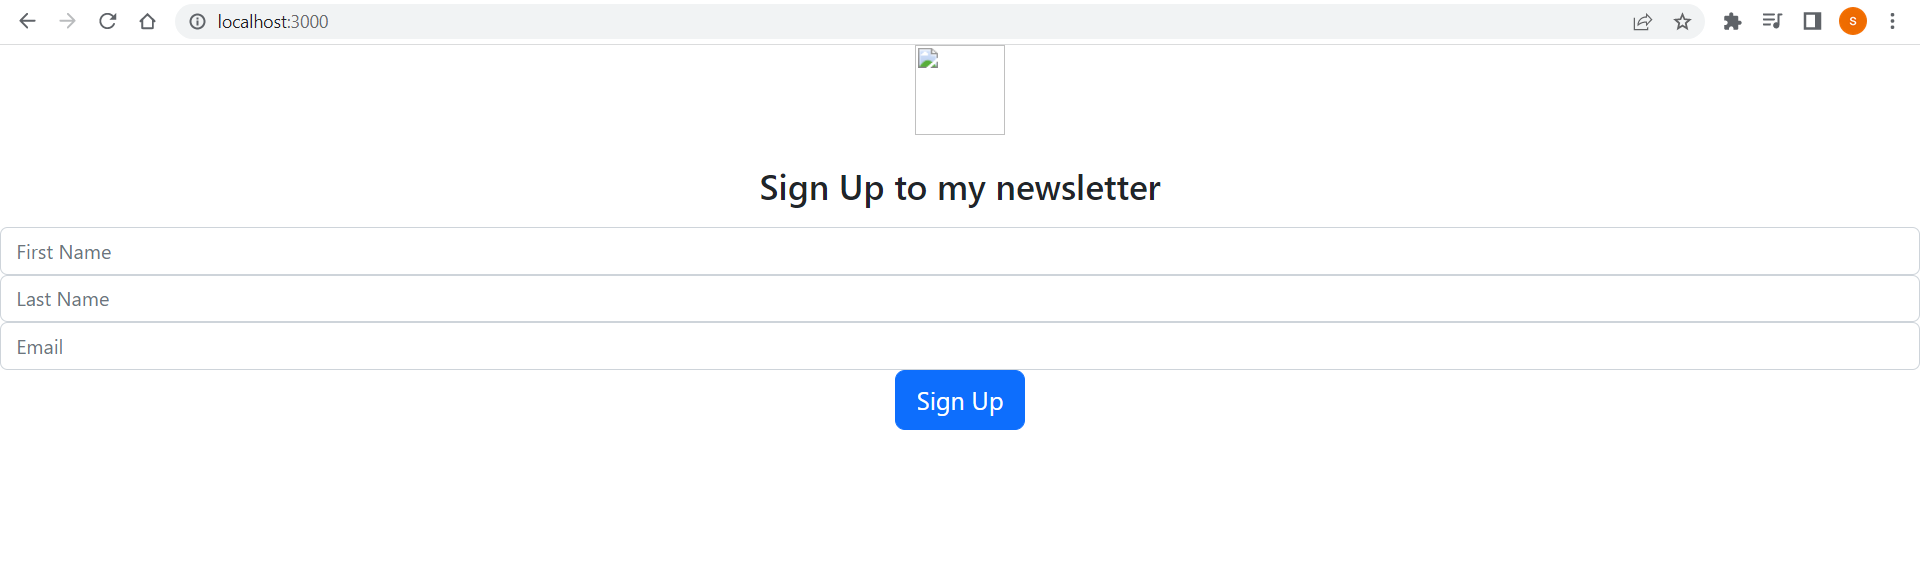 localhost:3000
S
Sign Up to my newsletter
First Name
Last Name
Email
Sign Up